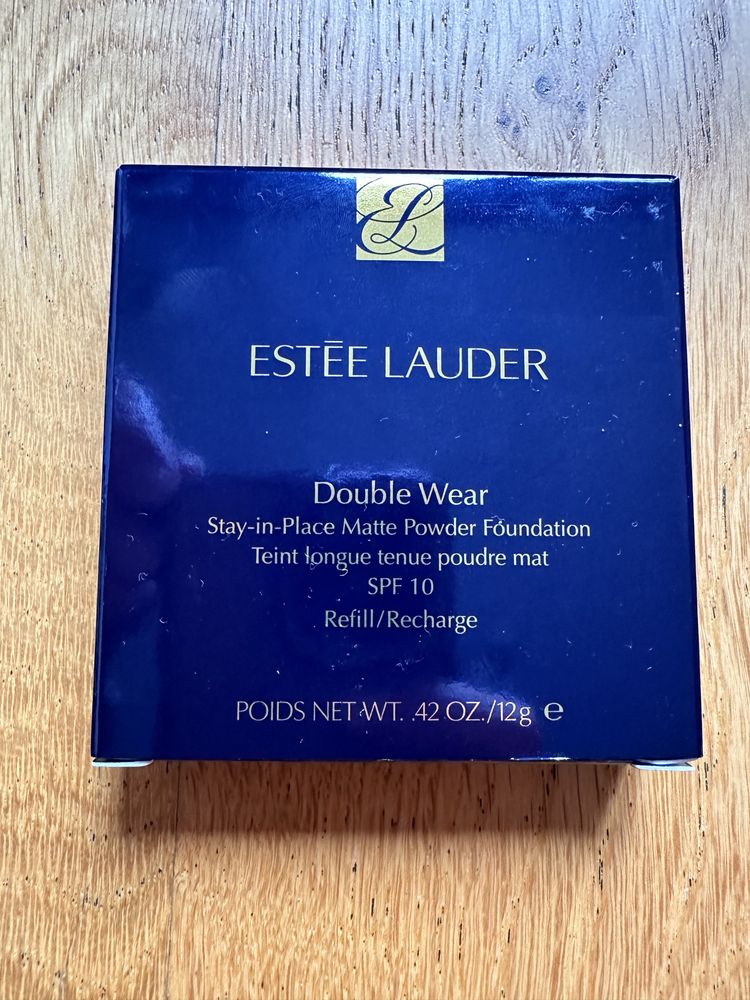 EL
ESTĒE LAUDER
Double Wear
Stay-in-Place Matte Powder Foundation
Teint longue tenue poudre mat
SPF 10
Refill/Recharge
POIDS NET WT. .42 OZ./12g ℮